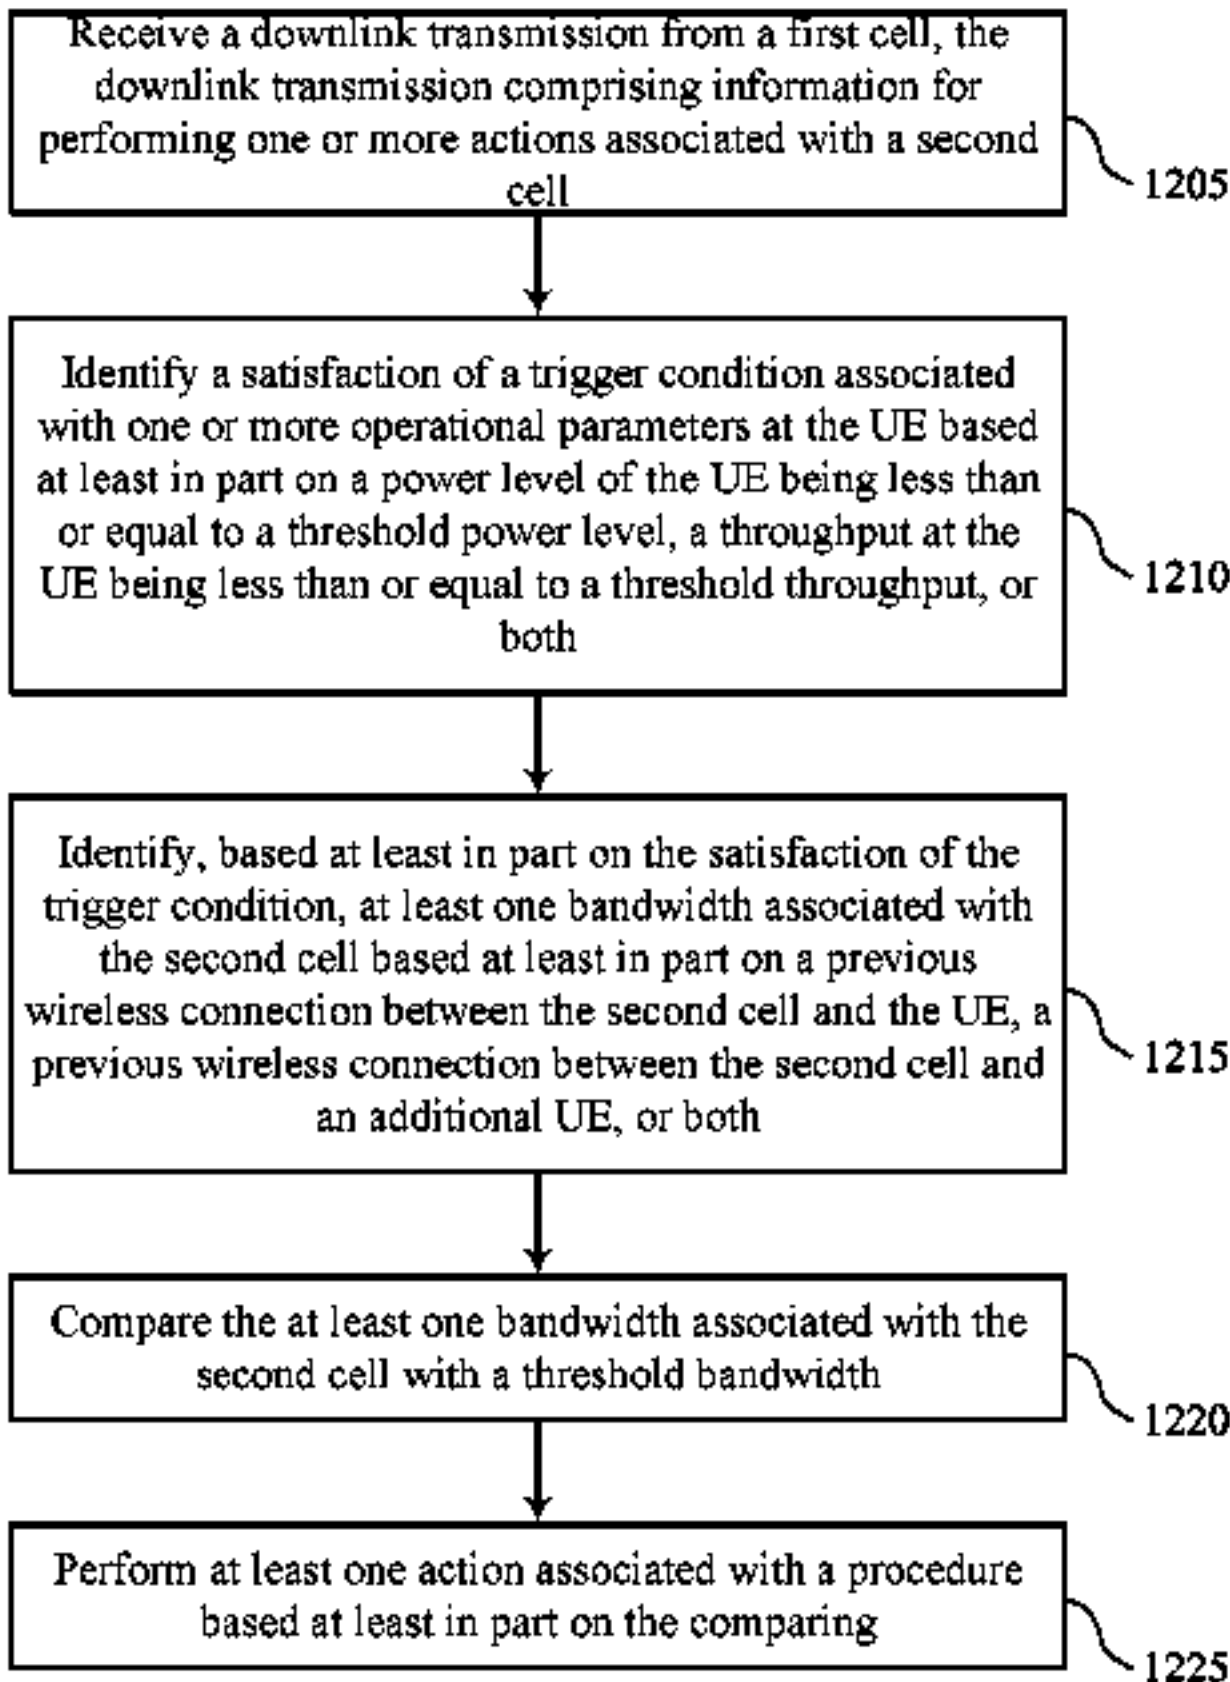 Receive a downlink transmission from a first cell, the
downlink transmission comprising information for
performing one or more actions associated with a second
cell
1205
Identify a satisfaction of a trigger condition associated
with one or more operational parameters at the UE based
at least in part on a power level of the UE being less than
or equal to a threshold power level, a throughput at the
UE being less than or equal to a threshold throughput, or
both
1210
Identify, based at least in part on the satisfaction of the
trigger condition, at least one bandwidth associated with
the second cell based at least in part on a previous
wireless connection between the second cell and the UE, a
previous wireless connection between the second cell and
an additional UE, or both
1215
Compare the at least one bandwidth associated with the
second cell with a threshold bandwidth
1220
Perform at least one action associated with a procedure
based at least in part on the comparing
1225